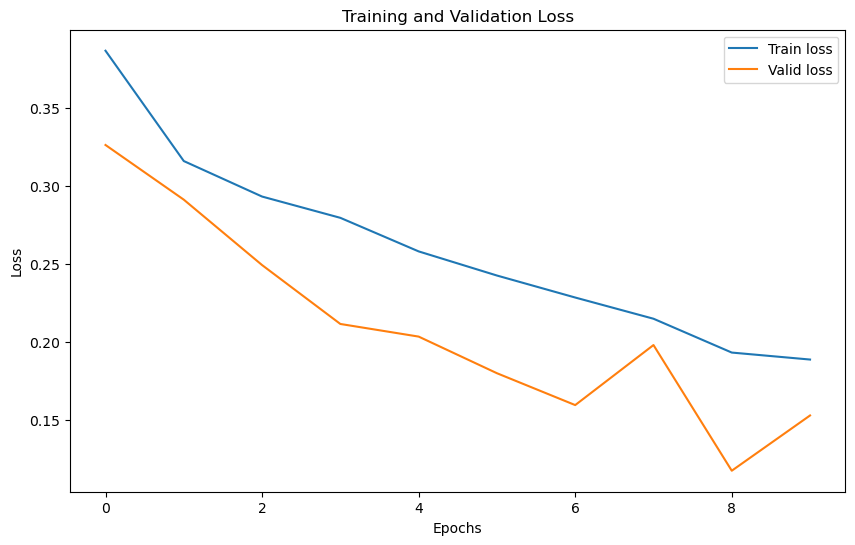 Training and Validation Loss
Train loss
Valid loss
0.35
0.30
0.25
0.20
0.15
Loss
0 2 4 6 8
Epochs